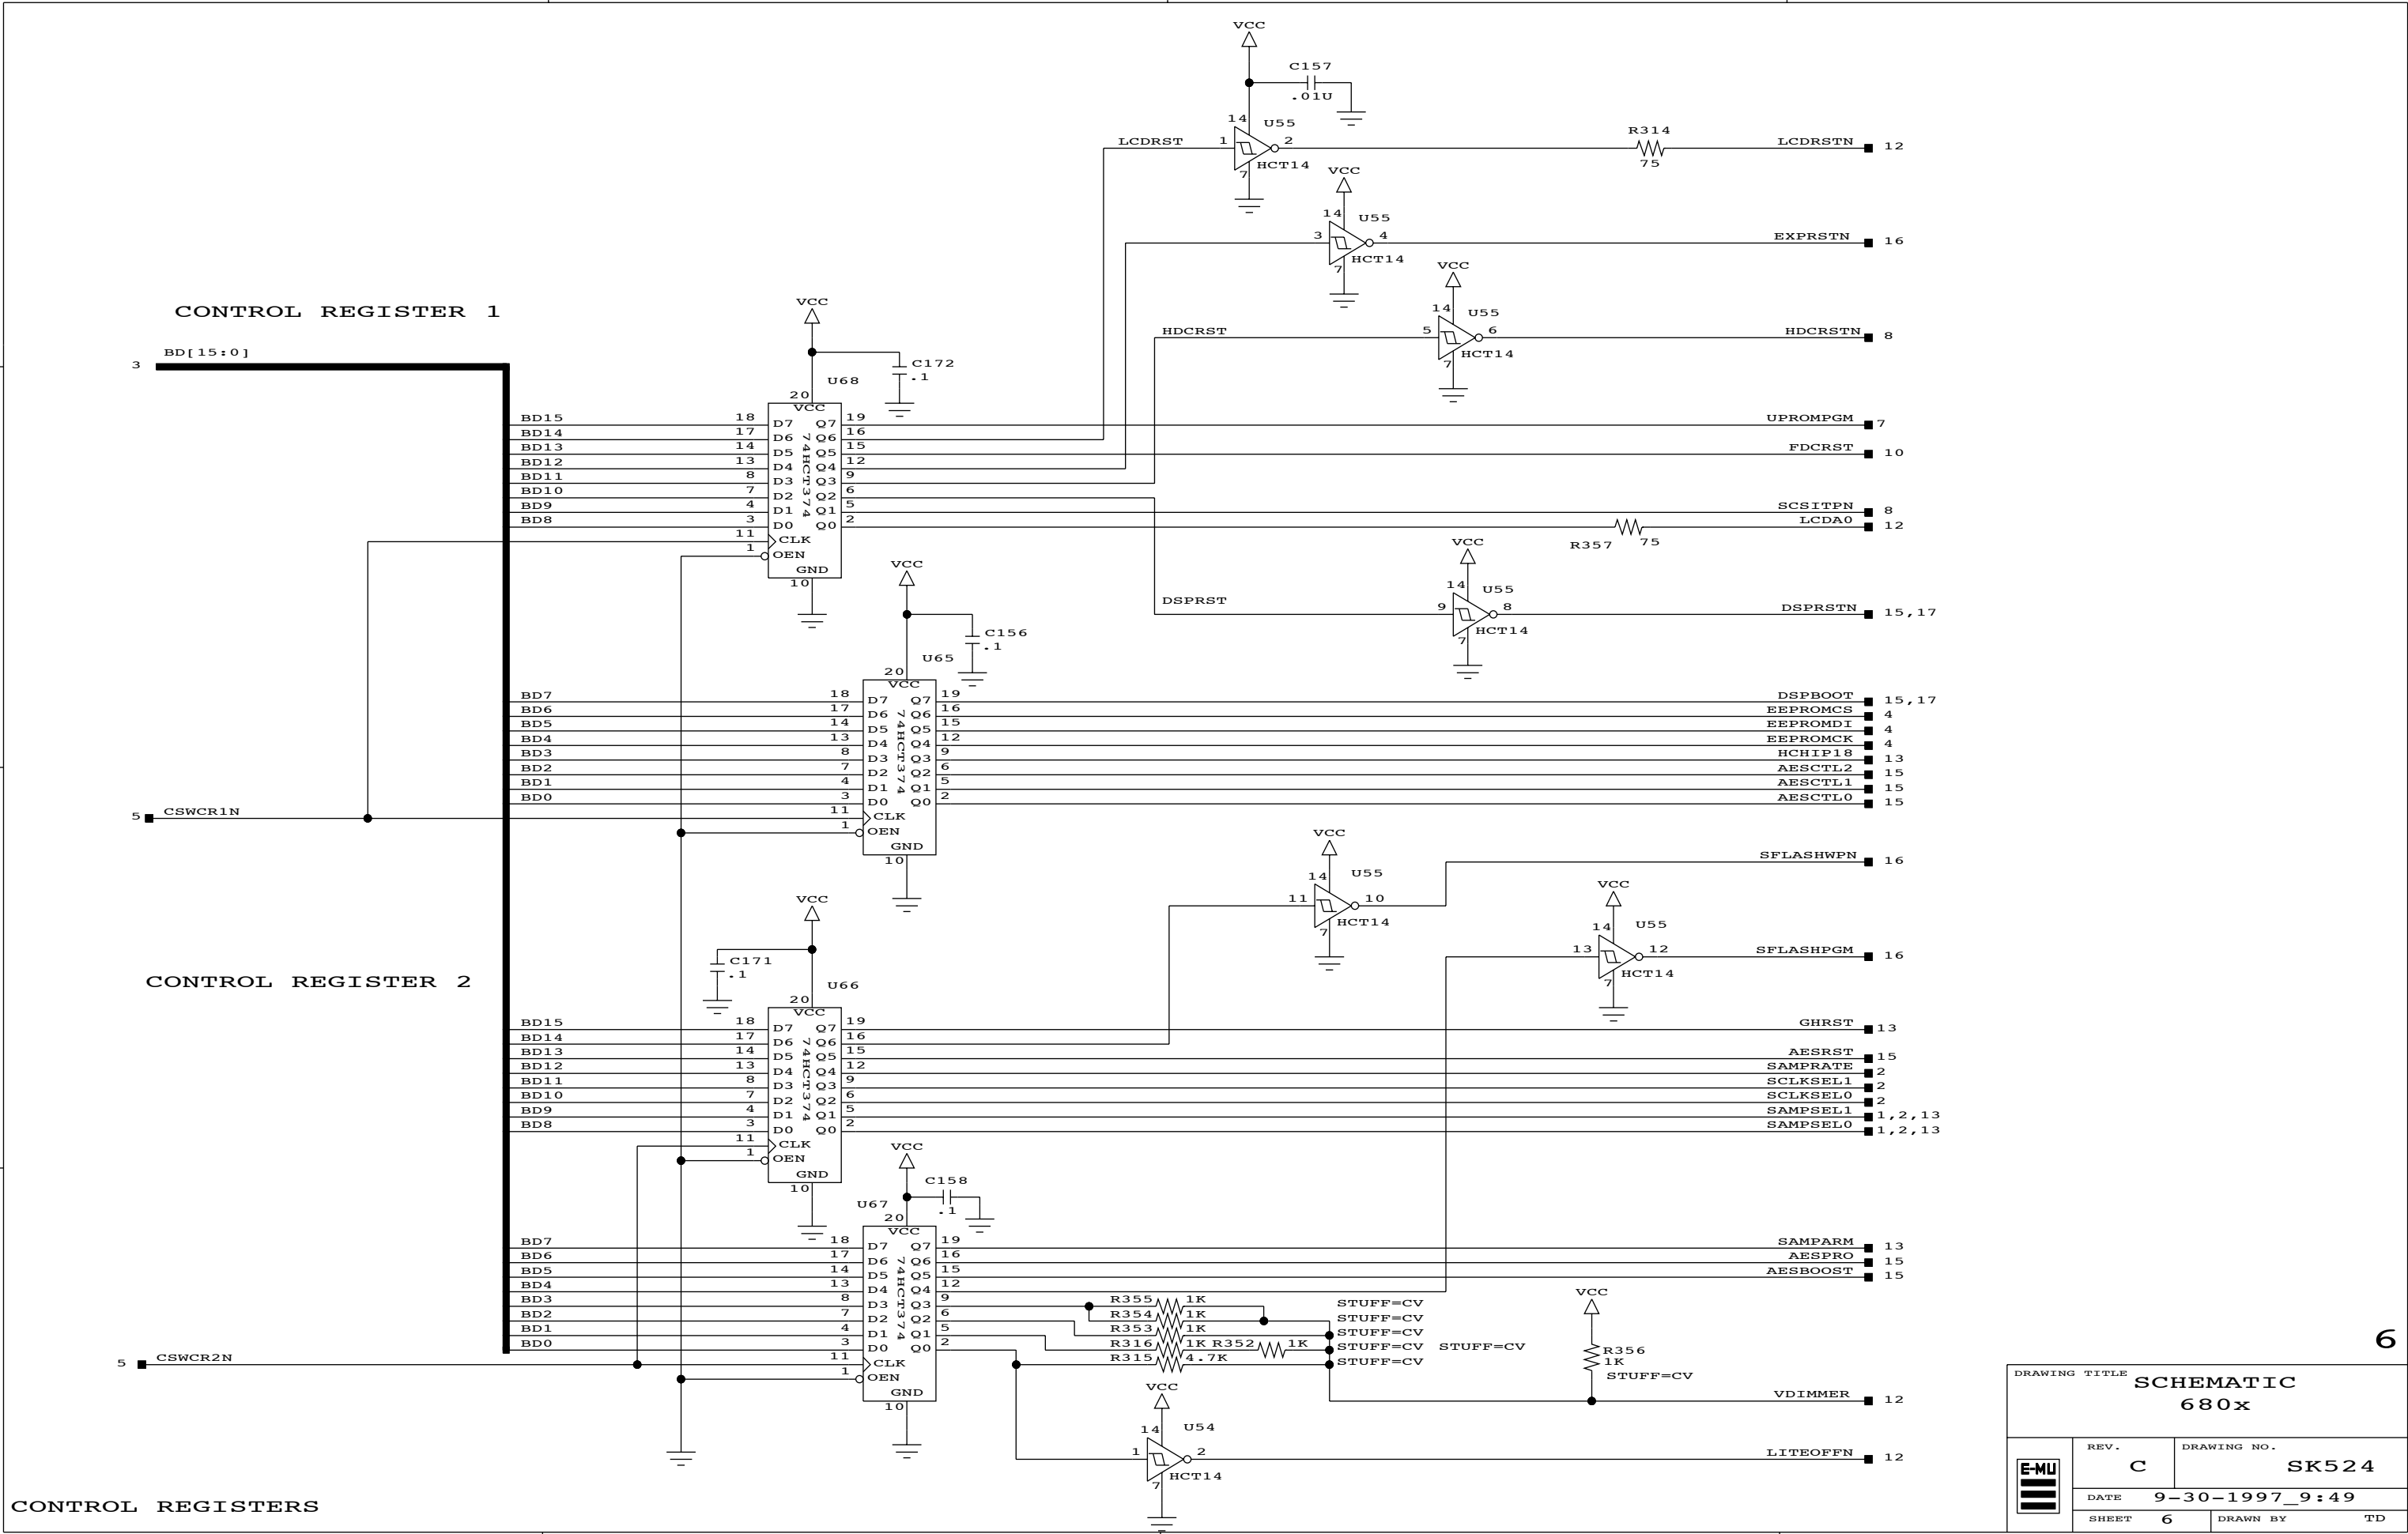 VCC
C157
.01U
14 U55
LCDRST 1 2 R314 LCDRSTN 12
HCT14 75
7
VCC
14 U55
3 4 EXPRSTN 16
HCT14
7
VCC
14 U55
HDCRST 5 6 HDCRSTN 8
HCT14
7
CONTROL REGISTER 1
3 BD[15:0]
VCC
C172
.1
U68
20
VCC
BD15 18 D7 Q7 19 UPROMPGM 7
BD14 17 D6 Q6 16
BD13 14 D5 Q5 15 FDCRST 10
BD12 13 D4 Q4 12
BD11 8 D3 Q3 9
BD10 7 D2 Q2 6
BD9 4 D1 Q1 5 SCSITPN 8
BD8 3 D0 Q0 2 LCDA0 12
74HCT374
11 CLK
1 OEN
GND
10
R357 75
VCC
14 U55
DSPRST 9 8 DSPRSTN 15,17
HCT14
7
VCC
C156
.1
U65
20
VCC
BD7 18 D7 Q7 19 DSPBOOT 15,17
BD6 17 D6 Q6 16 EEPROMCS 4
BD5 14 D5 Q5 15 EEPROMDI 4
BD4 13 D4 Q4 12 EEPROMCK 4
BD3 8 D3 Q3 9 HCHIP18 13
BD2 7 D2 Q2 6 AESCTL2 15
BD1 4 D1 Q1 5 AESCTL1 15
BD0 3 D0 Q0 2 AESCTL0 15
74HCT374
5 CSWCR1N 11 CLK
1 OEN
GND
10
VCC
14 U55
11 10 SFLASHWPN 16
HCT14
7
VCC
14 U55
13 12 SFLASHPGM 16
HCT14
7
CONTROL REGISTER 2
VCC
C171
.1
U66
20
VCC
BD15 18 D7 Q7 19 GHRST 13
BD14 17 D6 Q6 16
BD13 14 D5 Q5 15 AESRST 15
BD12 13 D4 Q4 12 SAMPRATE 2
BD11 8 D3 Q3 9 SCLKSEL1 2
BD10 7 D2 Q2 6 SCLKSEL0 2
BD9 4 D1 Q1 5 SAMPSEL1 1,2,13
BD8 3 D0 Q0 2 SAMPSEL0 1,2,13
74HCT374
11 CLK
1 OEN
GND
10
VCC
C158
.1
U67
20
VCC
BD7 18 D7 Q7 19 SAMPARM 13
BD6 17 D6 Q6 16 AESPRO 15
BD5 14 D5 Q5 15 AESBOOST 15
BD4 13 D4 Q4 12
BD3 8 D3 Q3 9 R355 1K STUFF=CV
BD2 7 D2 Q2 6 R354 1K STUFF=CV
BD1 4 D1 Q1 5 R353 1K STUFF=CV
BD0 3 D0 Q0 2 R316 1K R352 1K STUFF=CV STUFF=CV
74HCT374
5 CSWCR2N 11 CLK R315 4.7K STUFF=CV
1 OEN
GND
10
VCC
R356
1K
STUFF=CV
VDIMMER 12
VCC
14 U54
1 2 LITEOFFN 12
HCT14
7
CONTROL REGISTERS
6
DRAWING TITLE
SCHEMATIC
680x
E-MU
REV. C
DRAWING NO. SK524
DATE 9-30-1997_9:49
SHEET 6
DRAWN BY TD